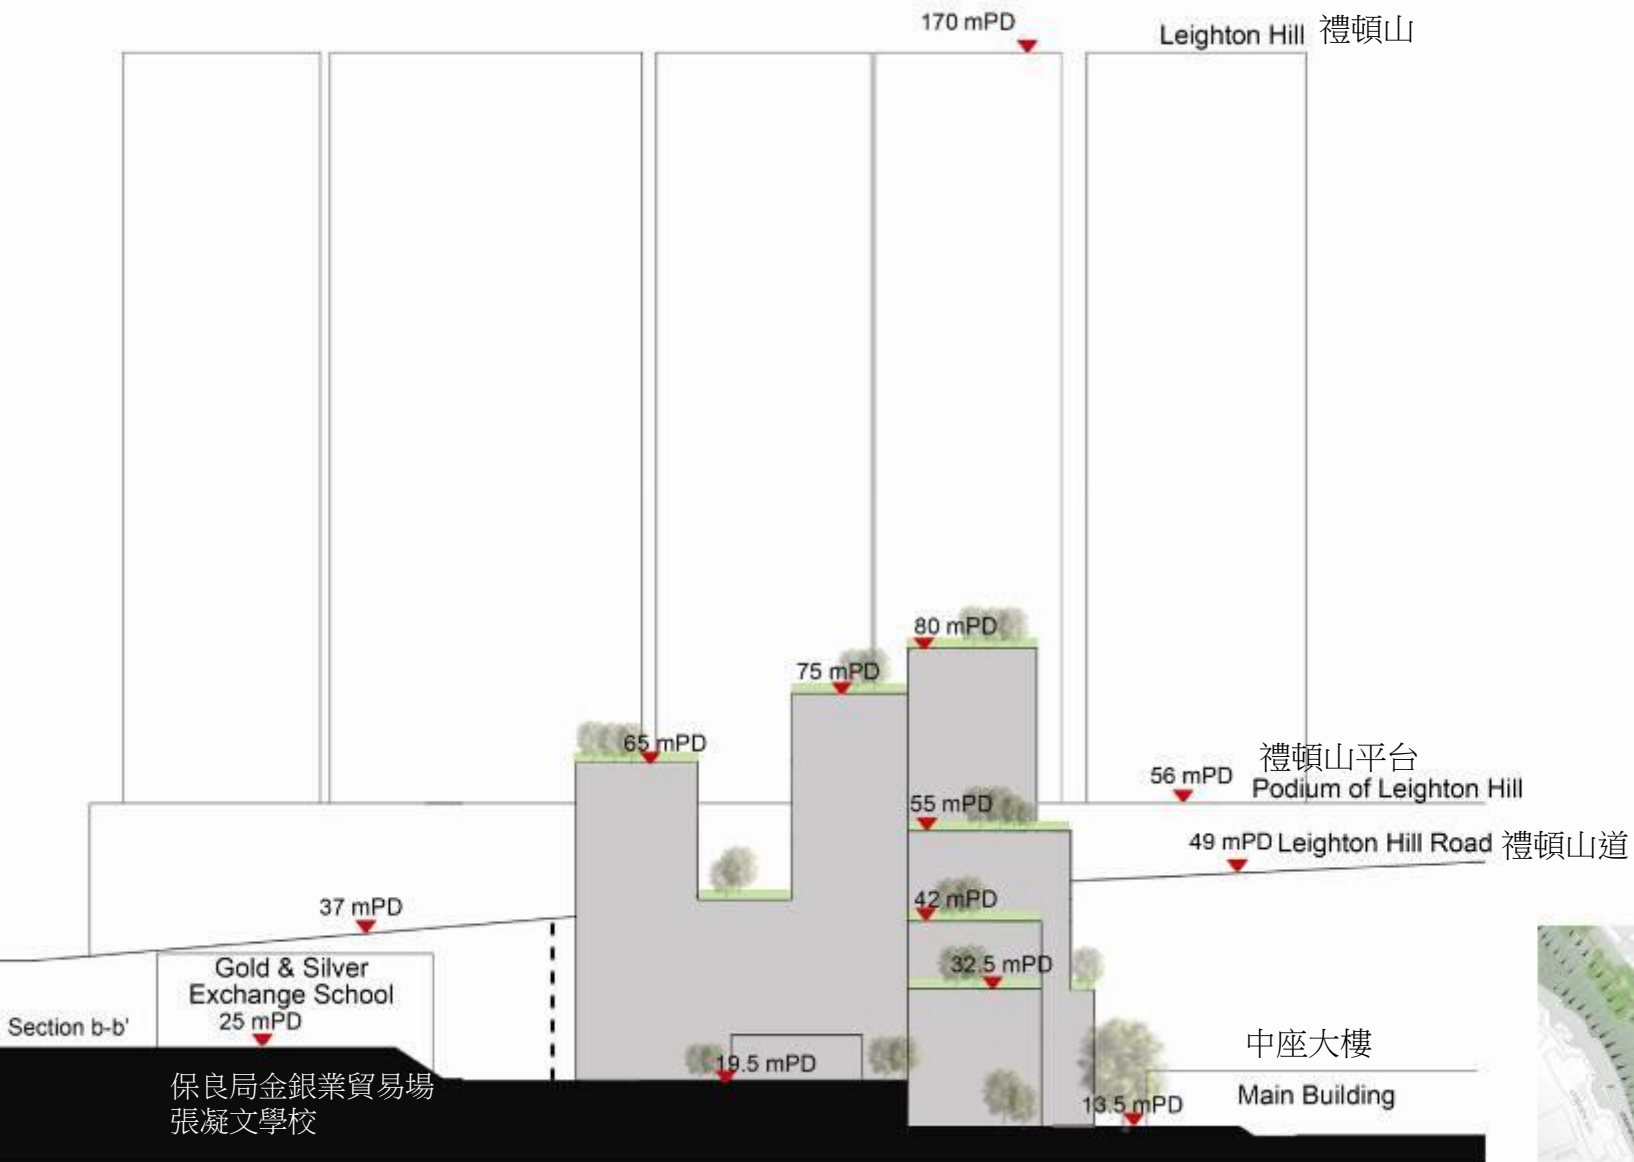 170 mPD
Leighton Hill 禮頓山
80 mPD
75 mPD
65 mPD
禮頓山平台
56 mPD
Podium of Leighton Hill
55 mPD
49 mPD Leighton Hill Road 禮頓山道
42 mPD
37 mPD
32.5 mPD
Gold & Silver
Exchange School
25 mPD
Section b-b'
19.5 mPD
中座大樓
Main Building
13.5 mPD
保良局金銀業貿易場
張凝文學校